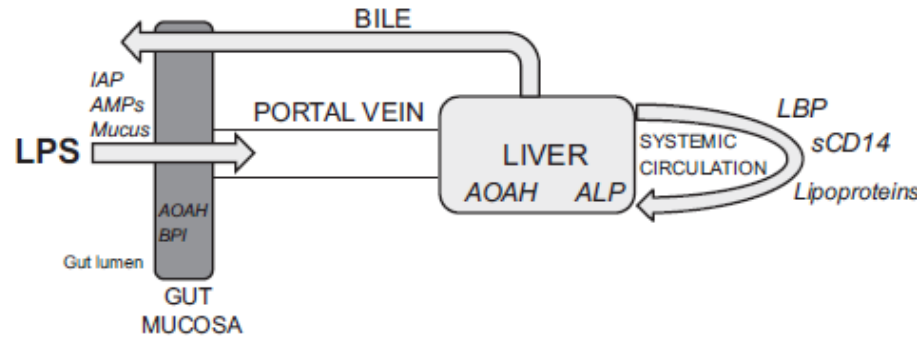 BILE
IAP
AMPs
Mucus
PORTAL VEIN
LPS
LBP
sCD14
SYSTEMIC
CIRCULATION
Lipoproteins
LIVER
AOAH ALP
AOAH
BPI
Gut lumen
GUT
MUCOSA